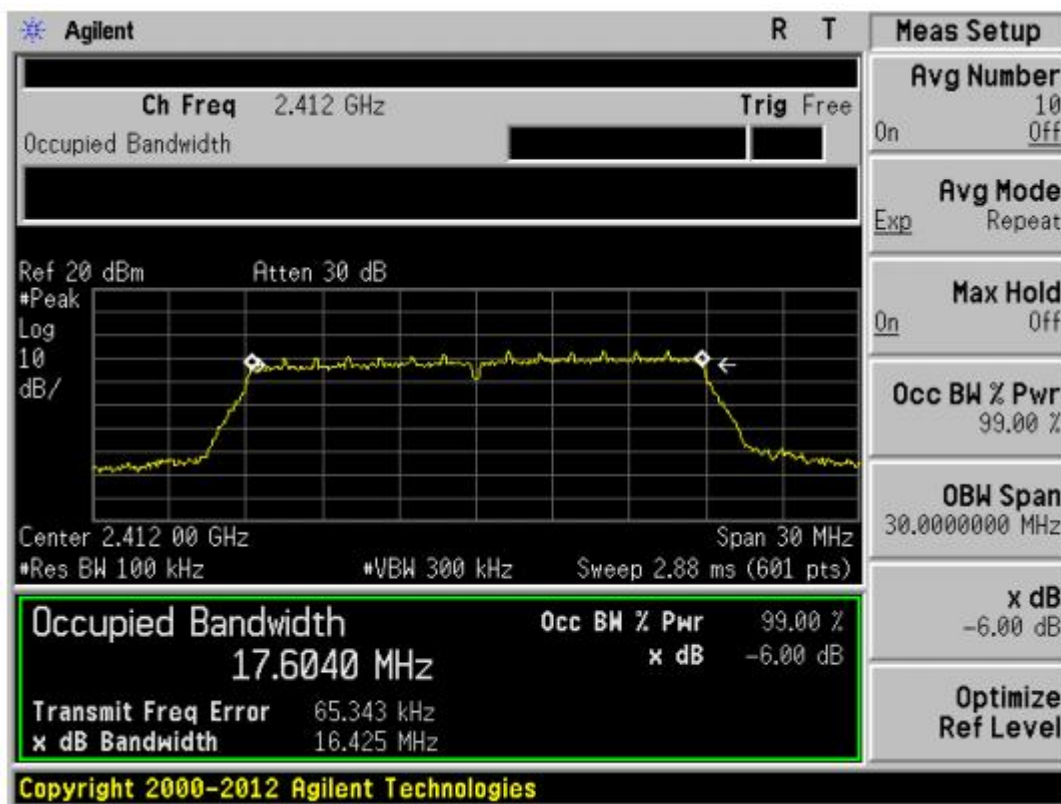 Agilent R T
Ch Freq 2.412 GHz Trig Free
Occupied Bandwidth
Ref 20 dBm Atten 30 dB
#Peak
Log
10
dB/
Center 2.412 00 GHz Span 30 MHz
#Res BW 100 kHz #VBW 300 kHz Sweep 2.88 ms (601 pts)
Occupied Bandwidth
17.6040 MHz
Occ BW % Pwr 99.00 %
x dB -6.00 dB
Transmit Freq Error 65.343 kHz
x dB Bandwidth 16.425 MHz
Copyright 2000-2012 Agilent Technologies
Meas Setup
Avg Number
10
On Off
Avg Mode
Exp Repeat
Max Hold
On Off
Occ BW % Pwr
99.00 %
OBW Span
30.0000000 MHz
x dB
-6.00 dB
Optimize
Ref Level